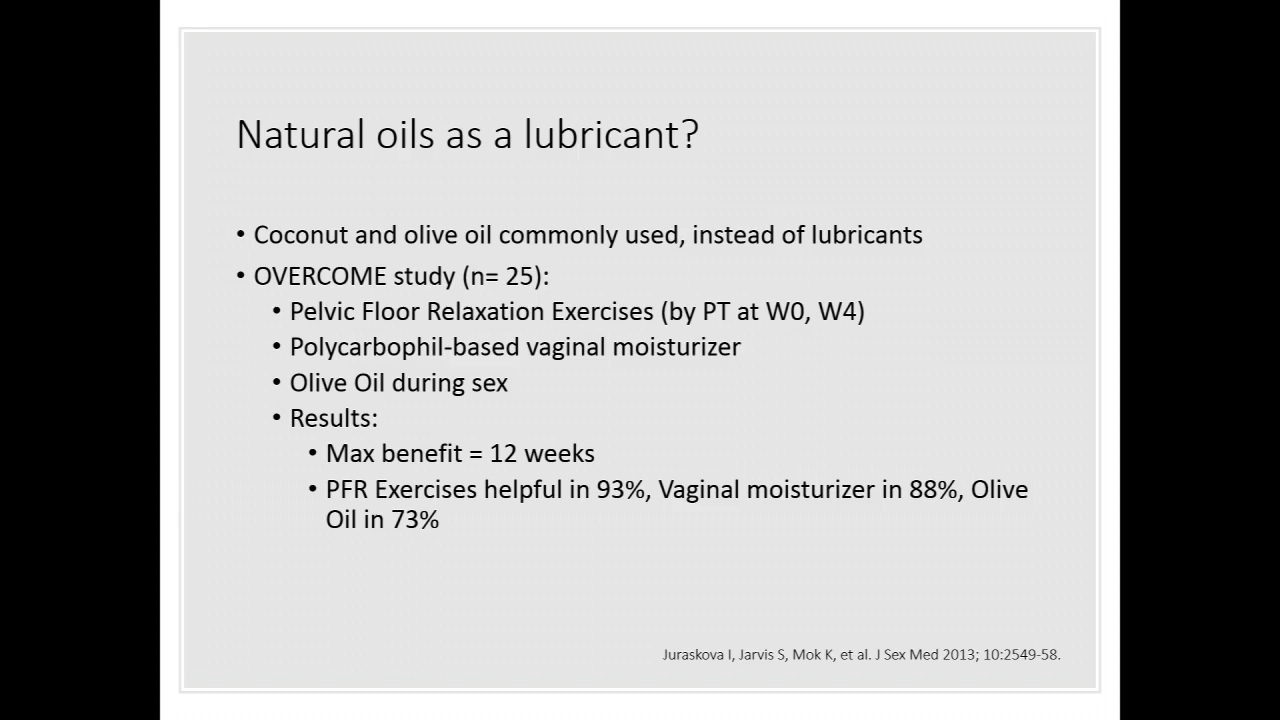 Natural oils as a lubricant?
• Coconut and olive oil commonly used, instead of lubricants
• OVERCOME study (n= 25):
• Pelvic Floor Relaxation Exercises (by PT at W0, W4)
• Polycarbophil-based vaginal moisturizer
• Olive Oil during sex
• Results:
• Max benefit = 12 weeks
• PFR Exercises helpful in 93%, Vaginal moisturizer in 88%, Olive
Oil in 73%
Juraskova I, Jarvis S, Mok K, et al. J Sex Med 2013; 10:2549-58.